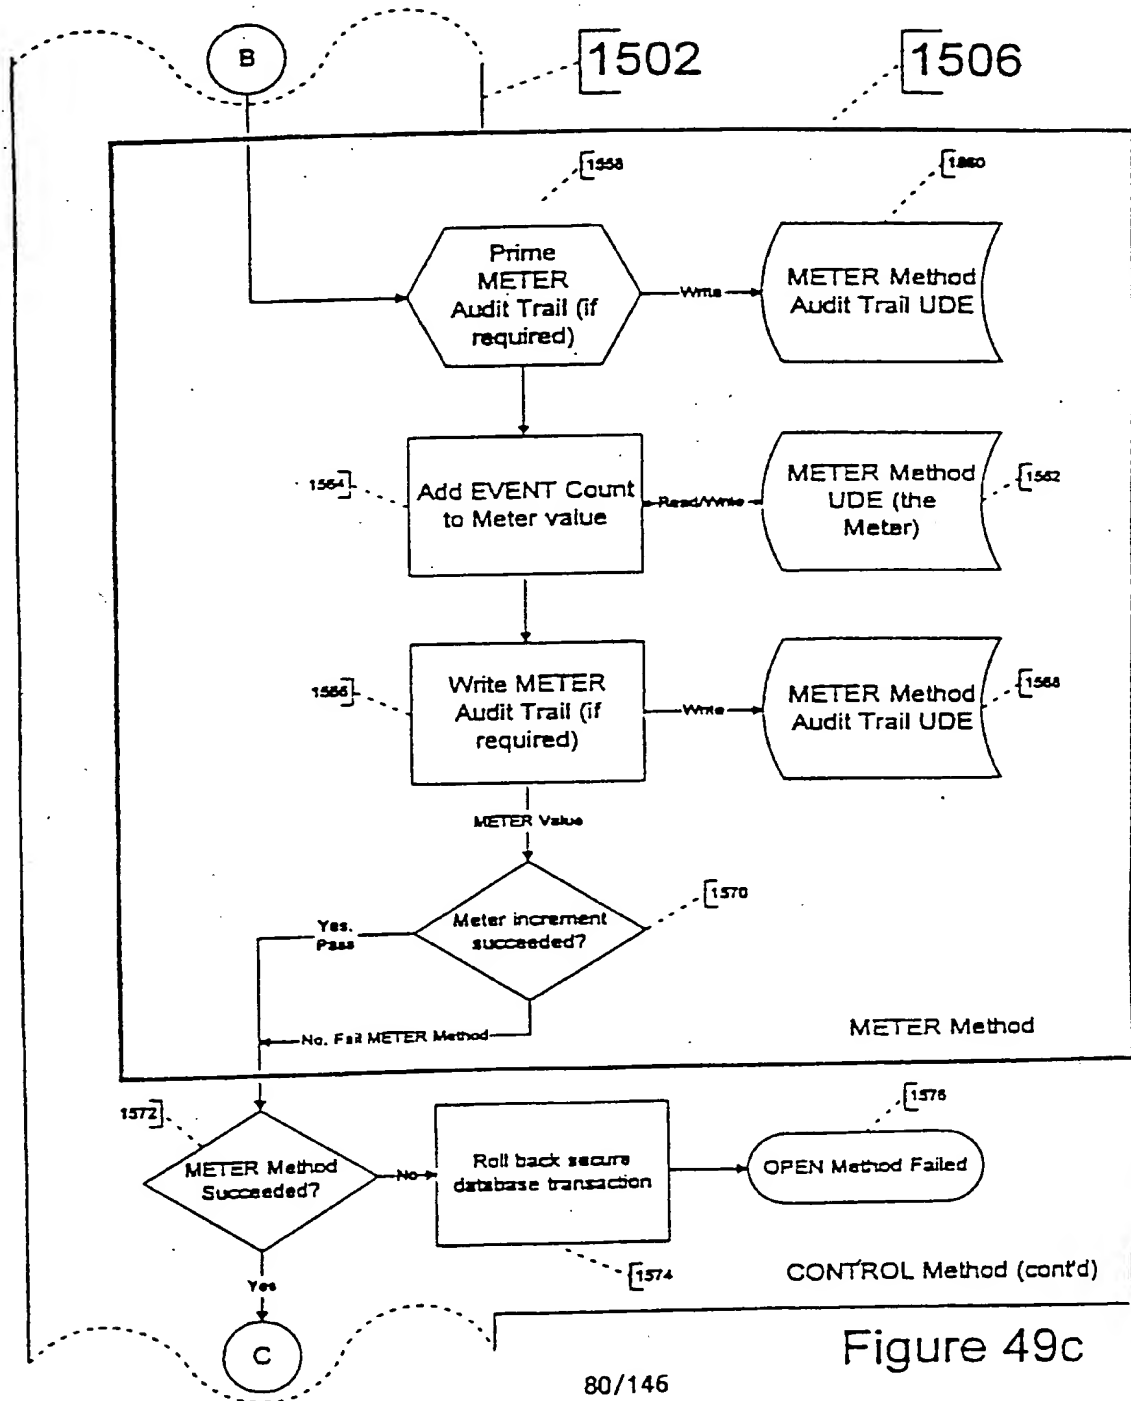 B
1502
1506
1558
1560
Prime
METER
Audit Trail (if
required)
Write
METER Method
Audit Trail UDE
1564
Add EVENT Count
to Meter value
Read/Write
METER Method
UDE (the
Meter)
1562
1566
Write METER
Audit Trail (if
required)
Write
METER Method
Audit Trail UDE
1568
METER Value
Meter increment
succeeded?
1570
Yes.
Pass
No. Fail METER Method
METER Method
1572
METER Method
Succeeded?
No
Roll back secure
database transaction
1576
OPEN Method Failed
1574
Yes
CONTROL Method (cont'd)
C
Figure 49c
80/146